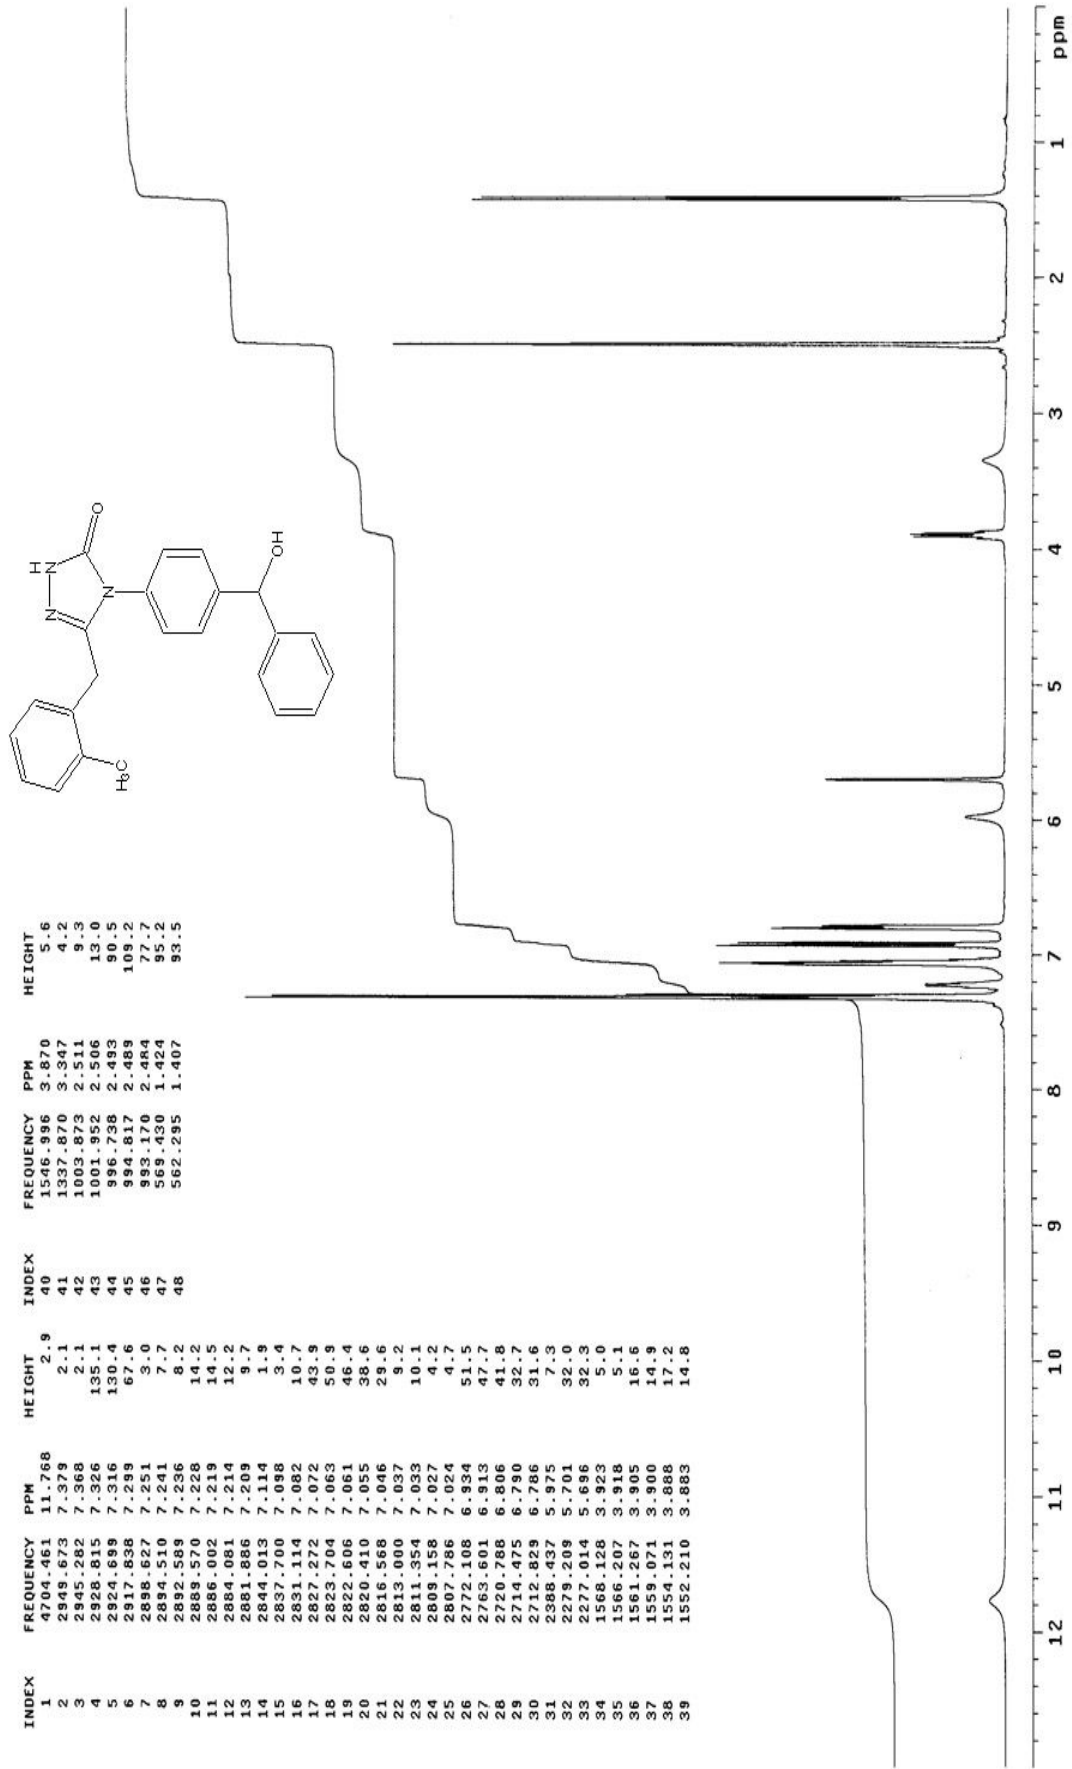 INDEX FREQUENCY PPM HEIGHT INDEX FREQUENCY PPM HEIGHT
1 4704.461 11.768 2.9 40 1546.996 3.870 5.6
2 2949.673 7.379 2.1 41 1337.870 3.347 4.2
3 2945.282 7.368 2.1 42 1003.873 2.511 9.3
4 2928.815 7.326 135.1 43 1001.952 2.506 13.0
5 2924.699 7.316 130.4 44 996.738 2.493 90.5
6 2917.838 7.299 67.6 45 994.817 2.489 109.2
7 2898.627 7.251 3.0 46 993.170 2.484 77.7
8 2894.510 7.241 7.7 47 569.430 1.424 95.2
9 2892.589 7.236 8.2 48 562.295 1.407 93.5
10 2889.570 7.228 14.2
11 2886.002 7.219 14.5
12 2884.081 7.214 12.2
13 2881.886 7.209 9.7
14 2844.013 7.114 1.9
15 2837.700 7.098 3.4
16 2831.114 7.082 10.7
17 2827.272 7.072 43.9
18 2823.704 7.063 50.9
19 2822.606 7.061 46.4
20 2820.410 7.055 38.6
21 2816.568 7.046 29.6
22 2813.000 7.037 9.2
23 2811.354 7.033 10.1
24 2809.158 7.027 4.2
25 2807.786 7.024 4.7
26 2772.108 6.934 51.5
27 2763.601 6.913 47.7
28 2720.788 6.806 41.8
29 2714.475 6.790 32.7
30 2712.829 6.786 31.6
31 2388.437 5.975 7.3
32 2279.209 5.701 32.0
33 2277.014 5.696 32.3
34 1568.128 3.923 5.0
35 1566.207 3.918 5.1
36 1561.267 3.905 16.6
37 1559.071 3.900 14.9
38 1554.131 3.888 17.2
39 1552.210 3.883 14.8
H
N
N
O
N
H3C
OH
12 11 10 9 8 7 6 5 4 3 2 1 ppm